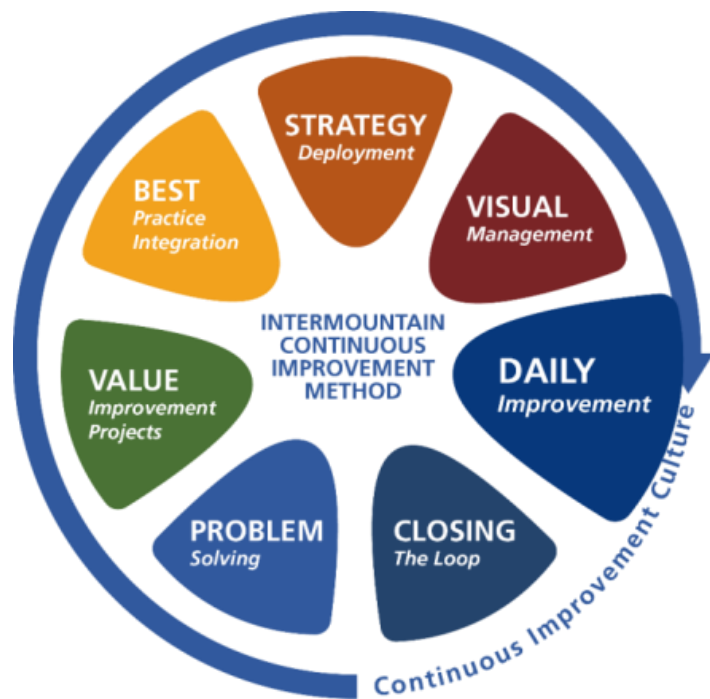 STRATEGY
Deployment
VISUAL
Management
DAILY
Improvement
CLOSING
The Loop
PROBLEM
Solving
VALUE
Improvement
Projects
BEST
Practice
Integration
INTERMOUNTAIN
CONTINUOUS
IMPROVEMENT
METHOD
Continuous Improvement Culture